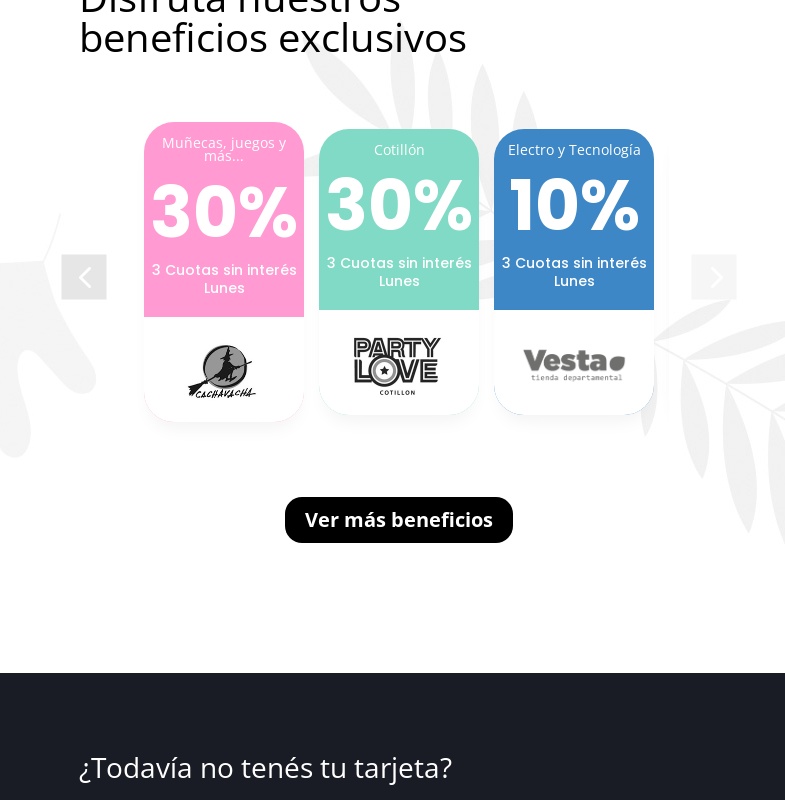 Disfrutá nuestros
beneficios exclusivos
Muñecas, juegos y
más...
30%
3 Cuotas sin interés
Lunes
CACHAVACHA
Cotillón
30%
3 Cuotas sin interés
Lunes
PARTY
LOVE
COTILLON
Electro y Tecnología
10%
3 Cuotas sin interés
Lunes
Vesta
tienda departamental
Ver más beneficios
¿Todavía no tenés tu tarjeta?